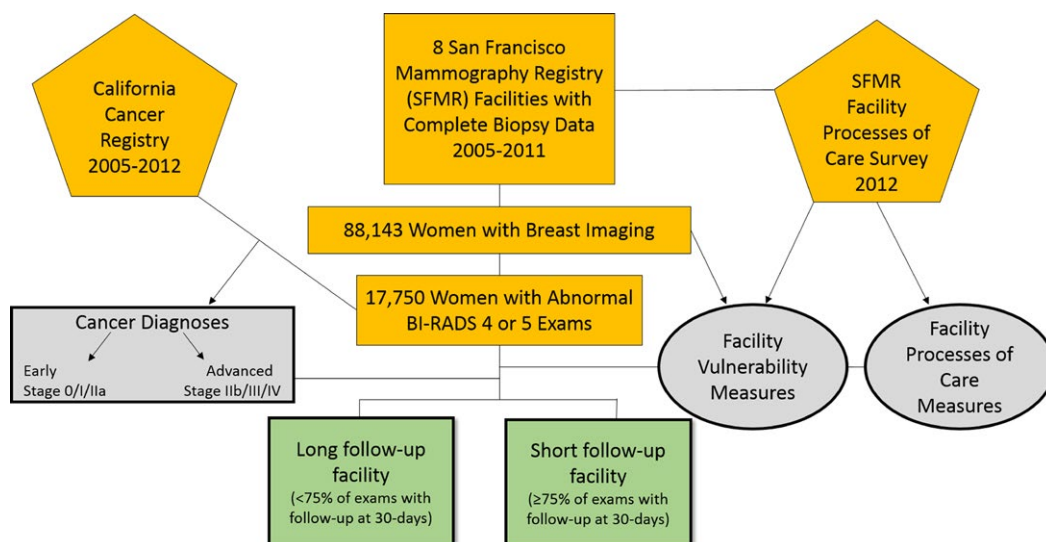 California
Cancer
Registry
2005-2012
8 San Francisco
Mammography Registry
(SFMR) Facilities with
Complete Biopsy Data
2005-2011
SFMR
Facility
Processes of
Care Survey
2012
88,143 Women with Breast Imaging
17,750 Women with Abnormal
BI-RADS 4 or 5 Exams
Cancer Diagnoses
Early
Stage 0/I/IIa
Advanced
Stage IIb/III/IV
Facility
Vulnerability
Measures
Facility
Processes of
Care
Measures
Long follow-up
facility
(<75% of exams with
follow-up at 30-days)
Short follow-up
facility
(≥75% of exams with
follow-up at 30-days)